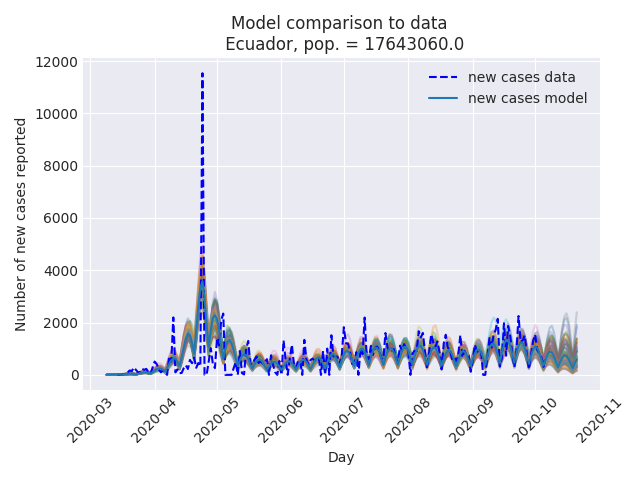 Model comparison to data
Ecuador, pop. = 17643060.0
new cases data
new cases model
Number of new cases reported
12000
10000
8000
6000
4000
2000
0
2020-03
2020-04
2020-05
2020-06
2020-07
2020-08
2020-09
2020-10
2020-11
Day